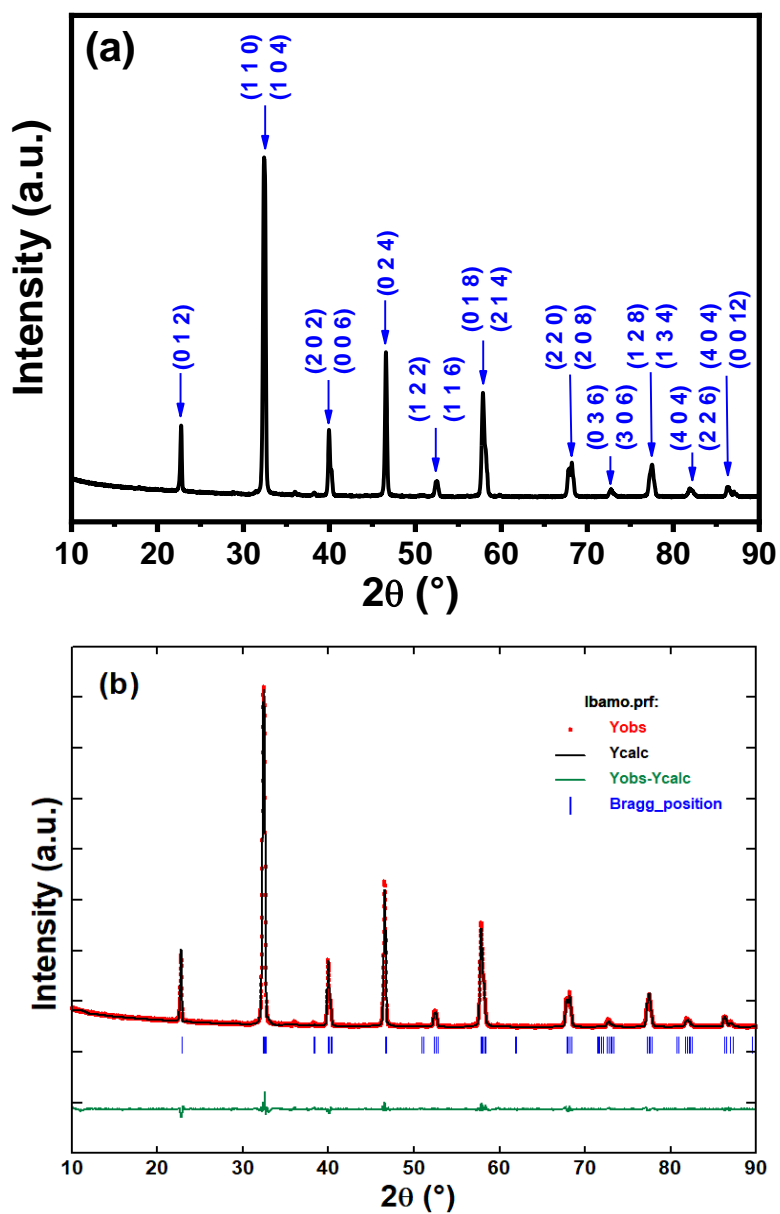 (a)
(1 1 0)
(1 0 4)
(0 1 2)
(2 0 2)
(0 0 6)
(0 2 4)
(1 2 2)
(1 1 6)
(0 1 8)
(2 1 4)
(2 2 0)
(2 0 8)
(0 3 6)
(3 0 6)
(1 2 8)
(1 3 4)
(4 0 4)
(2 2 6)
(4 0 4)
(0 0 12)
Intensity (a.u.)
10 20 30 40 50 60 70 80 90
2θ (°)
(b)
lbamo.prf:
Yobs
Ycalc
Yobs-Ycalc
Bragg_position
Intensity (a.u.)
10 20 30 40 50 60 70 80 90
2θ (°)